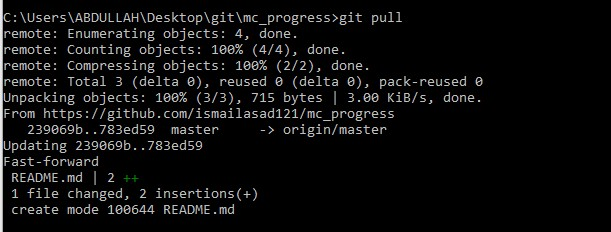 C:\Users\ABDULLAH\Desktop\git\mc_progress>git pull
remote: Enumerating objects: 4, done.
remote: Counting objects: 100% (4/4), done.
remote: Compressing objects: 100% (2/2), done.
remote: Total 3 (delta 0), reused 0 (delta 0), pack-reused 0
Unpacking objects: 100% (3/3), 715 bytes | 3.00 KiB/s, done.
From https://github.com/ismailasad121/mc_progress
   239069b..783ed59  master     -> origin/master
Updating 239069b..783ed59
Fast-forward
 README.md | 2 ++
 1 file changed, 2 insertions(+)
 create mode 100644 README.md